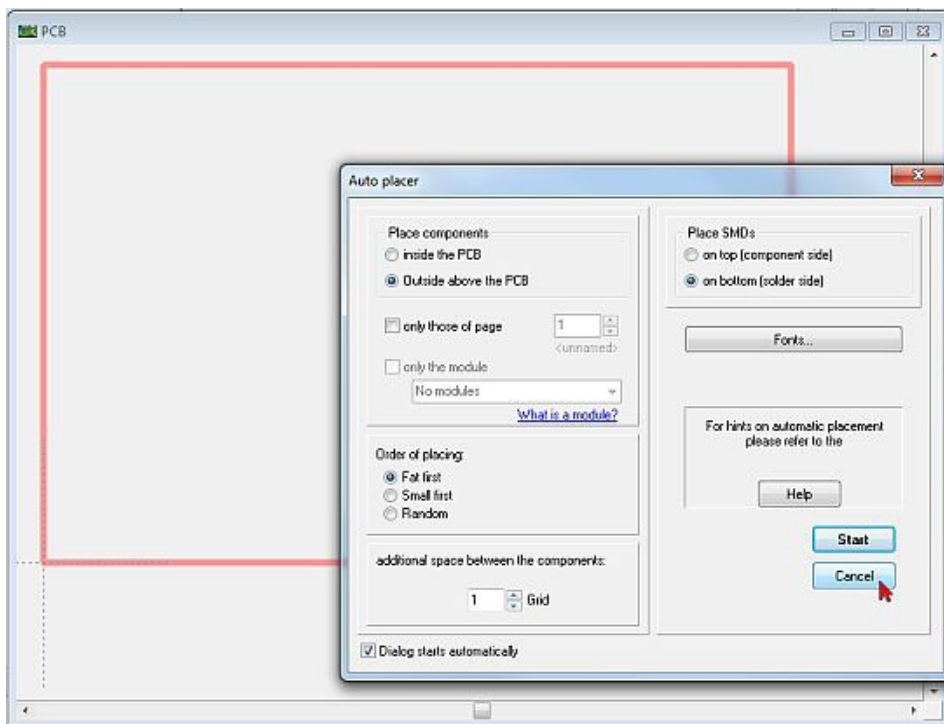 PCB
Auto placer
Place components
inside the PCB
Outside above the PCB
only those of page
1
<unnamed>
only the module
No modules
What is a module?
Order of placing:
Fat first
Small first
Random
additional space between the components:
1 Grid
Dialog starts automatically
Place SMDs
on top (component side)
on bottom (solder side)
Fonts...
For hints on automatic placement
please refer to the
Help
Start
Cancel